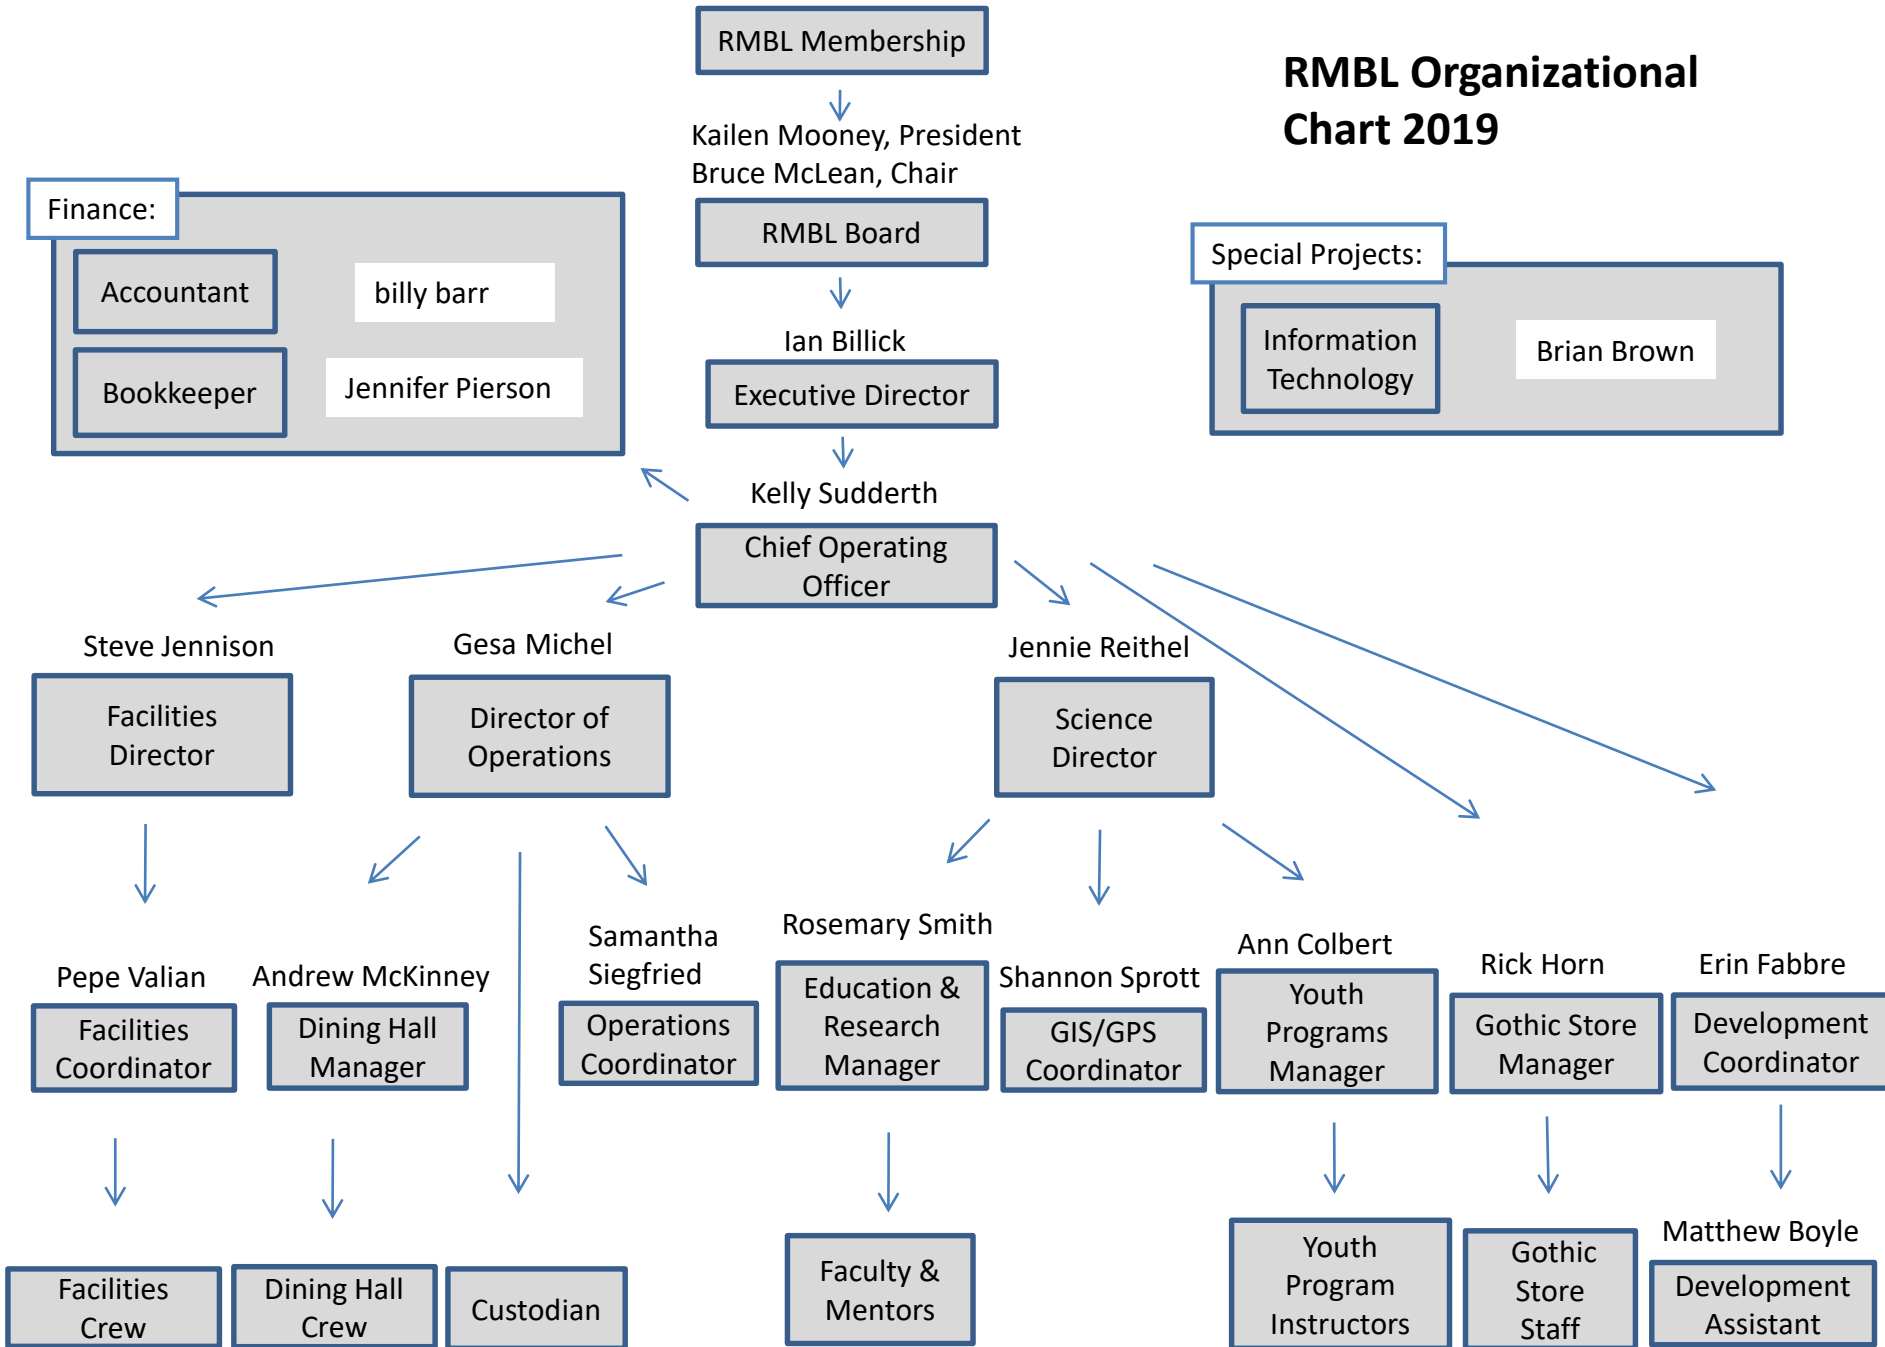 RMBL Membership
RMBL Organizational
Chart 2019
Kailen Mooney, President
Bruce McLean, Chair
RMBL Board
Finance:
Accountant
billy barr
Bookkeeper
Jennifer Pierson
Special Projects:
Information
Technology
Brian Brown
Ian Billick
Executive Director
Kelly Sudderth
Chief Operating
Officer
Steve Jennison
Facilities
Director
Gesa Michel
Director of
Operations
Jennie Reithel
Science
Director
Pepe Valian
Facilities
Coordinator
Andrew McKinney
Dining Hall
Manager
Samantha
Siegfried
Operations
Coordinator
Rosemary Smith
Education &
Research
Manager
Shannon Sprott
GIS/GPS
Coordinator
Ann Colbert
Youth
Programs
Manager
Rick Horn
Gothic Store
Manager
Erin Fabbre
Development
Coordinator
Facilities
Crew
Dining Hall
Crew
Custodian
Faculty &
Mentors
Youth
Program
Instructors
Gothic
Store
Staff
Matthew Boyle
Development
Assistant